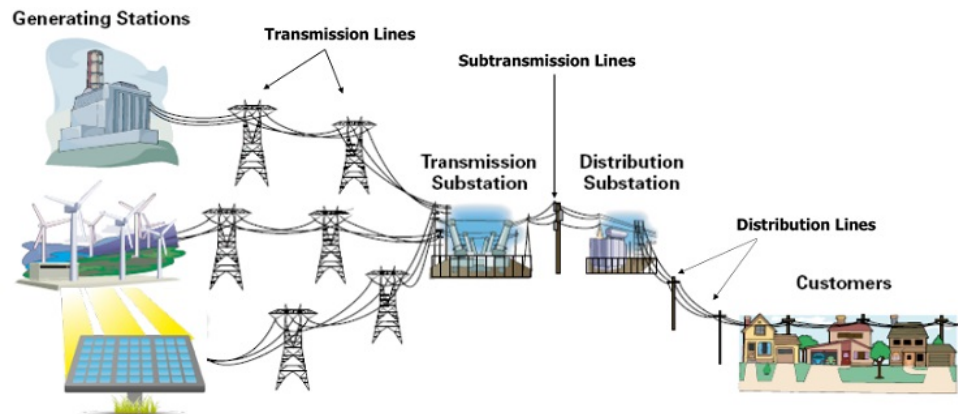 Generating Stations
Transmission Lines
Subtransmission Lines
Transmission
Substation
Distribution
Substation
Distribution Lines
Customers